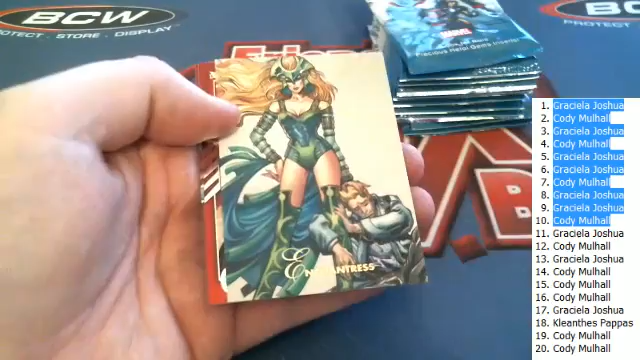 BCW
PROTECT. STORE. DISPLAY.
BCW
PROTECT. STORE
MARVEL
ENCHANTRESS
1. Graciela Joshua
2. Cody Mulhall
3. Graciela Joshua
4. Cody Mulhall
5. Graciela Joshua
6. Graciela Joshua
7. Cody Mulhall
8. Graciela Joshua
9. Graciela Joshua
10. Cody Mulhall
11. Graciela Joshua
12. Cody Mulhall
13. Graciela Joshua
14. Cody Mulhall
15. Cody Mulhall
16. Cody Mulhall
17. Graciela Joshua
18. Kleanthes Pappas
19. Cody Mulhall
20. Cody Mulhall